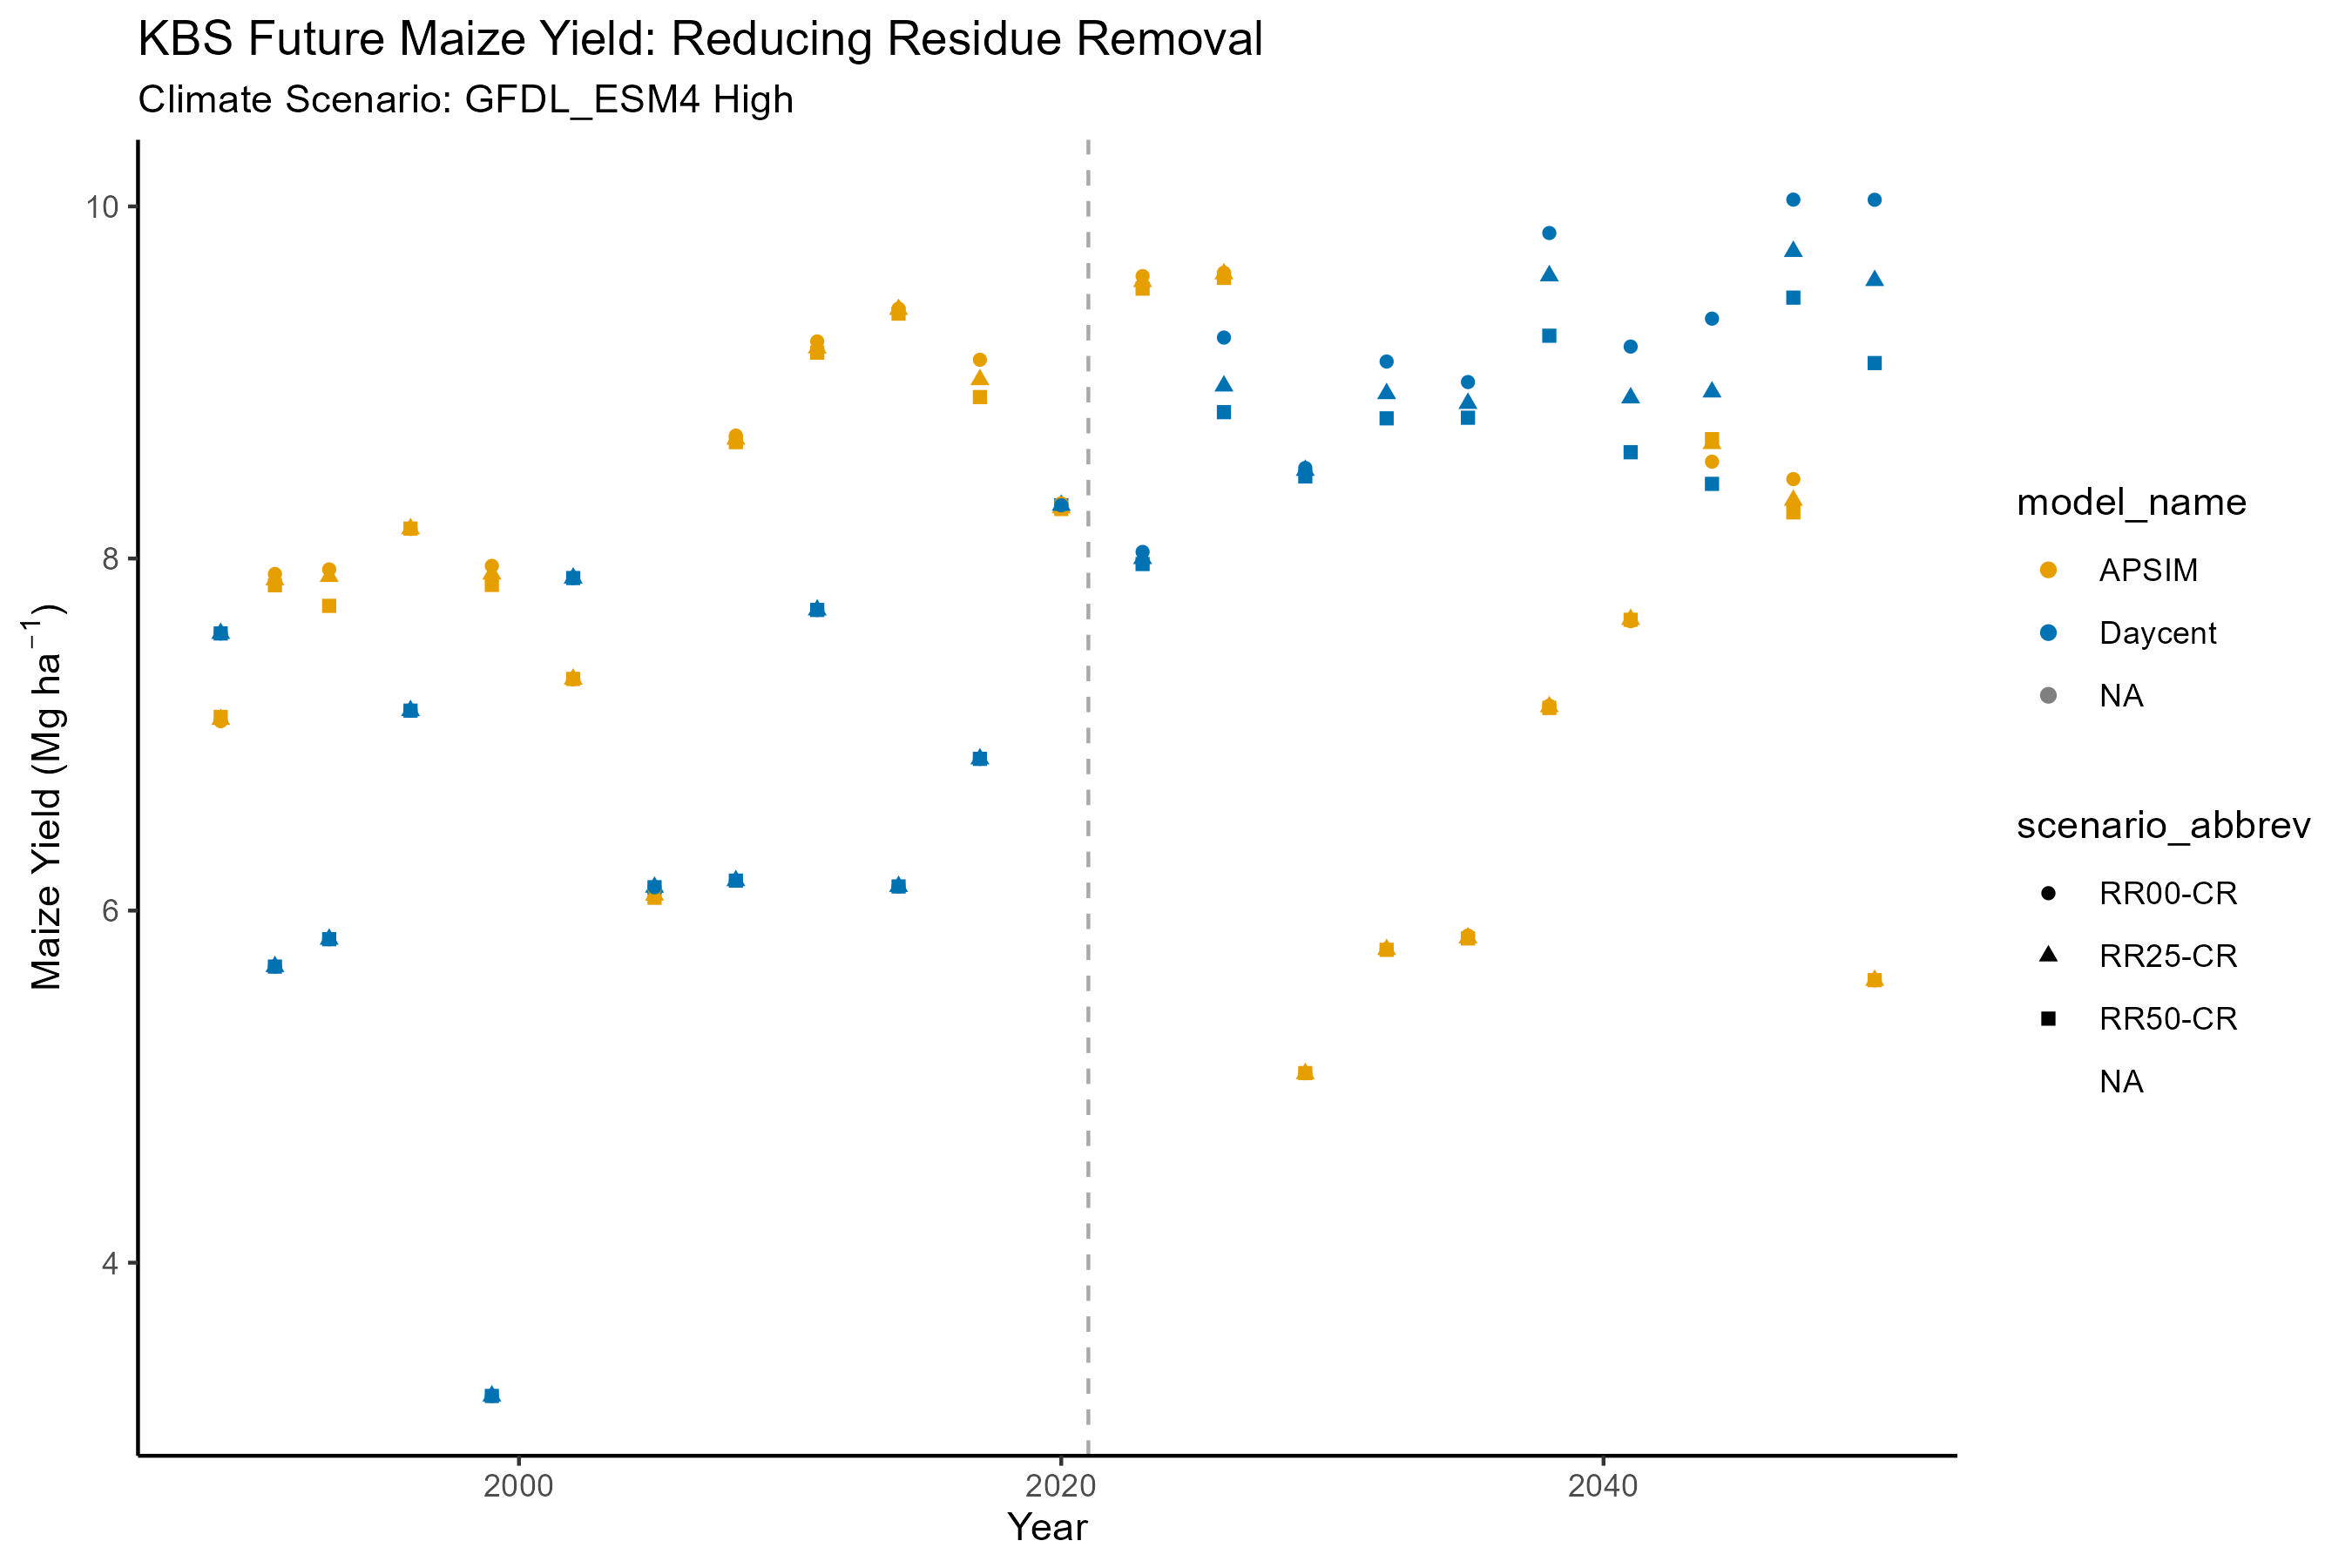 KBS Future Maize Yield: Reducing Residue Removal
Climate Scenario: GFDL_ESM4 High
10
8
6
4
Maize Yield (Mg ha⁻¹)
2000
2020
2040
Year
model_name
APSIM
Daycent
NA
scenario_abbrev
RR00-CR
RR25-CR
RR50-CR
NA